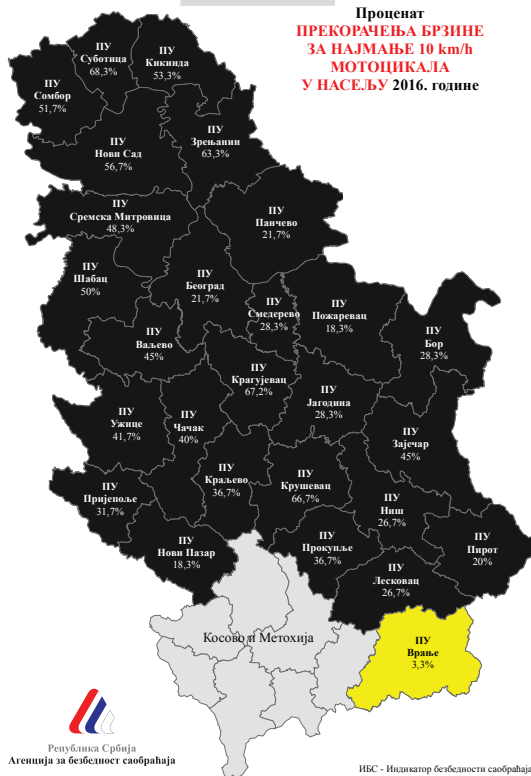 Проценат
ПРЕКОРАЧЕЊА БРЗИНЕ
ЗА НАЈМАЊЕ 10 km/h
МОТОЦИКАЛА
У НАСЕЉУ 2016. године
ПУ
Суботица
68,3%
ПУ
Кикинда
53,3%
ПУ
Сомбор
51,7%
ПУ
Нови Сад
56,7%
ПУ
Зрењанин
63,3%
ПУ
Сремска Митровица
48,3%
ПУ
Панчево
21,7%
ПУ
Шабац
50%
ПУ
Београд
21,7%
ПУ
Смедерево
28,3%
ПУ
Пожаревац
18,3%
ПУ
Бор
28,3%
ПУ
Ваљево
45%
ПУ
Крагујевац
67,2%
ПУ
Јагодина
28,3%
ПУ
Ужице
41,7%
ПУ
Чачак
40%
ПУ
Зајечар
45%
ПУ
Краљево
36,7%
ПУ
Крушевац
66,7%
ПУ
Пријепоље
31,7%
ПУ
Ниш
26,7%
ПУ
Нови Пазар
18,3%
ПУ
Прокупље
36,7%
ПУ
Пирот
20%
ПУ
Лесковац
26,7%
Косово и Метохија
ПУ
Врање
3,3%
Република Србија
Агенција за безбедност саобраћаја
ИБС - Индикатор безбедности саобраћаја